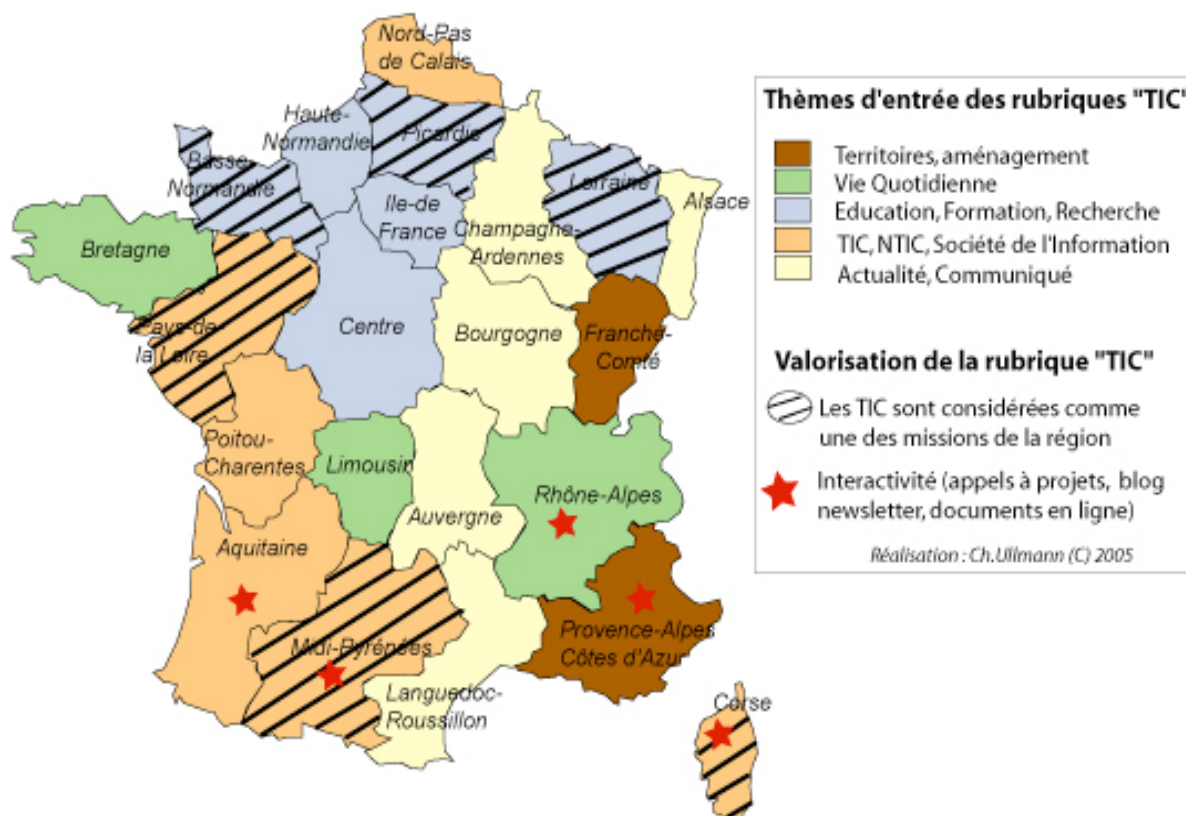 Nord-Pas
de Calais
Haute-
Normandie
Picardie
Basse-
Normandie
Ile-de
France
Lorraine
Alsace
Champagne-
Ardennes
Bretagne
Pays-de-
la Loire
Centre
Bourgogne
Franche-
Comté
Poitou-
Charentes
Limousin
Auvergne
Rhône-Alpes
Aquitaine
Midi-Pyrénées
Provence-Alpes
Côtes d'Azur
Languedoc-
Roussillon
Corse
Thèmes d'entrée des rubriques "TIC"
Territoires, aménagement
Vie Quotidienne
Education, Formation, Recherche
TIC, NTIC, Société de l'Information
Actualité, Communiqué
Valorisation de la rubrique "TIC"
Les TIC sont considérées comme
une des missions de la région
Interactivité (appels à projets, blog
newsletter, documents en ligne)
Réalisation : Ch.Ullmann (C) 2005